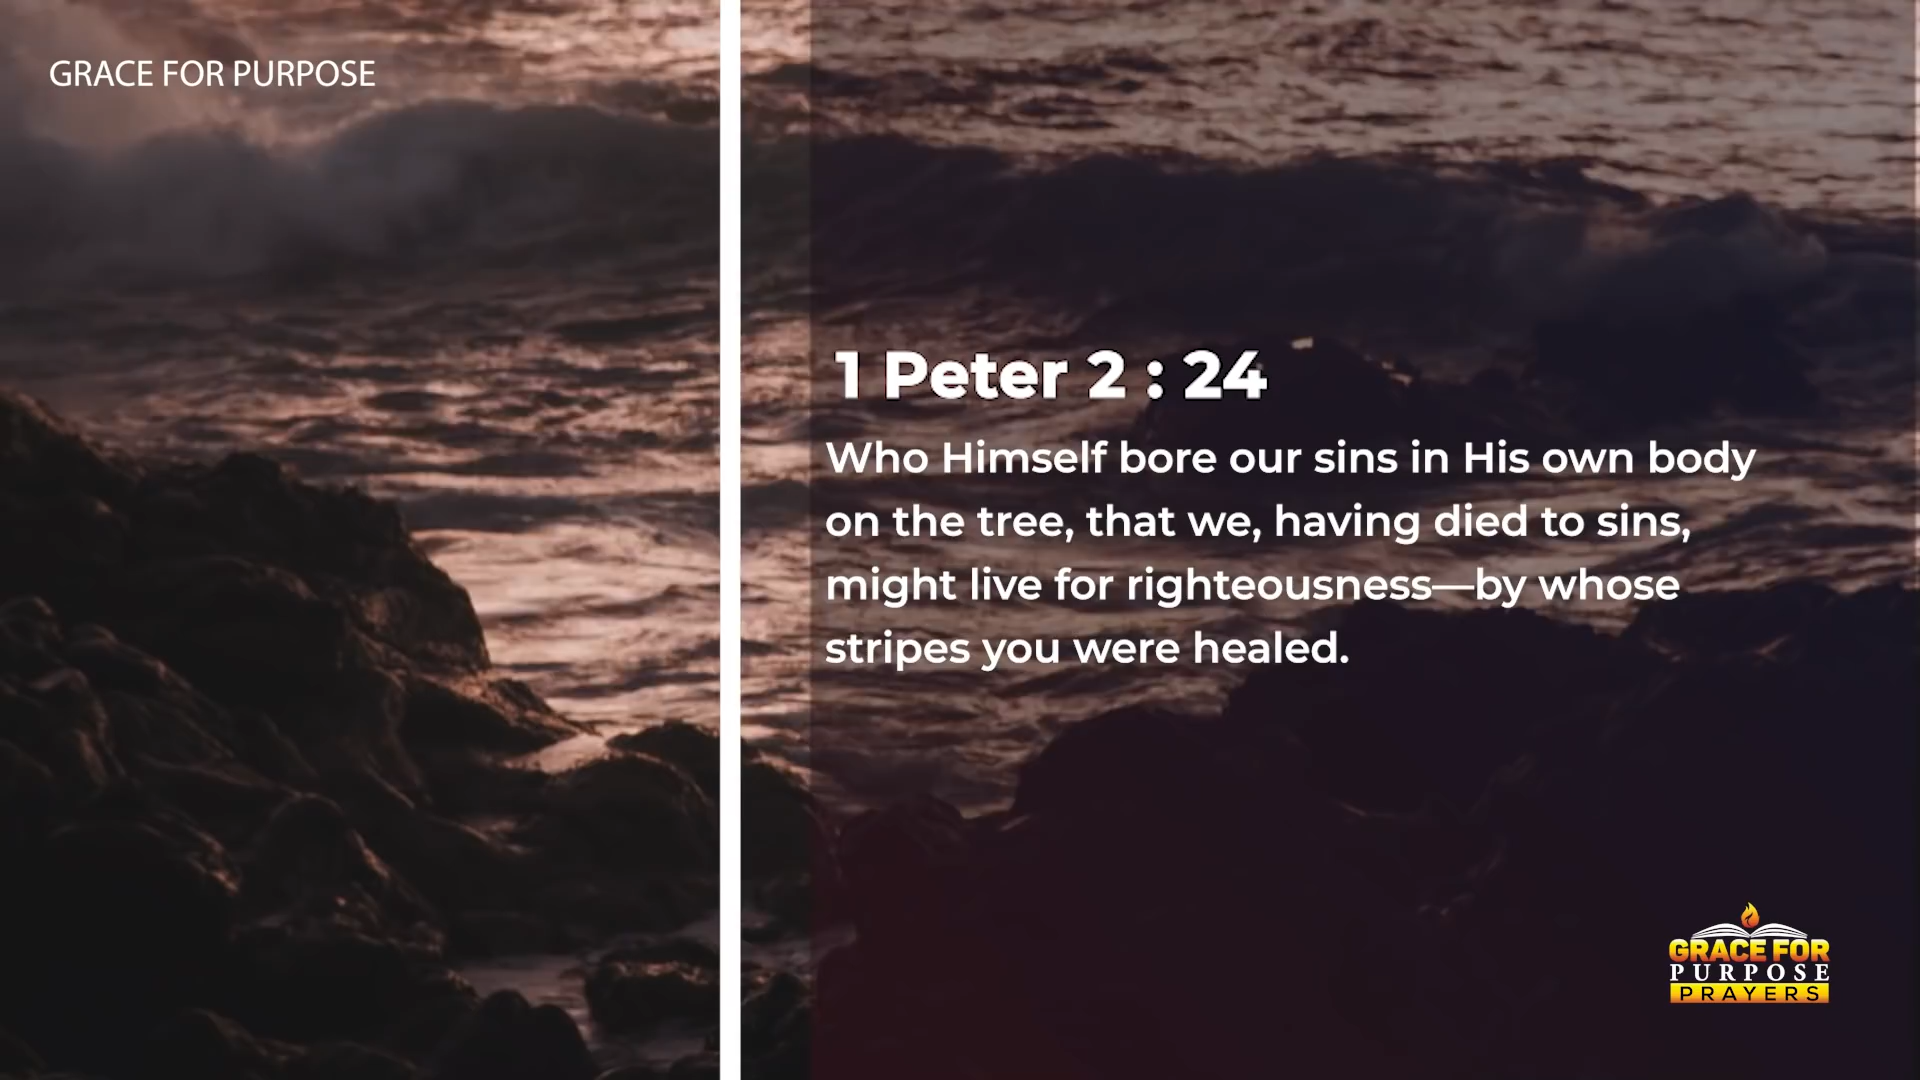 GRACE FOR PURPOSE
1 Peter 2 : 24
Who Himself bore our sins in His own body
on the tree, that we, having died to sins,
might live for righteousness—by whose
stripes you were healed.
GRACE FOR
PURPOSE
PRAYERS